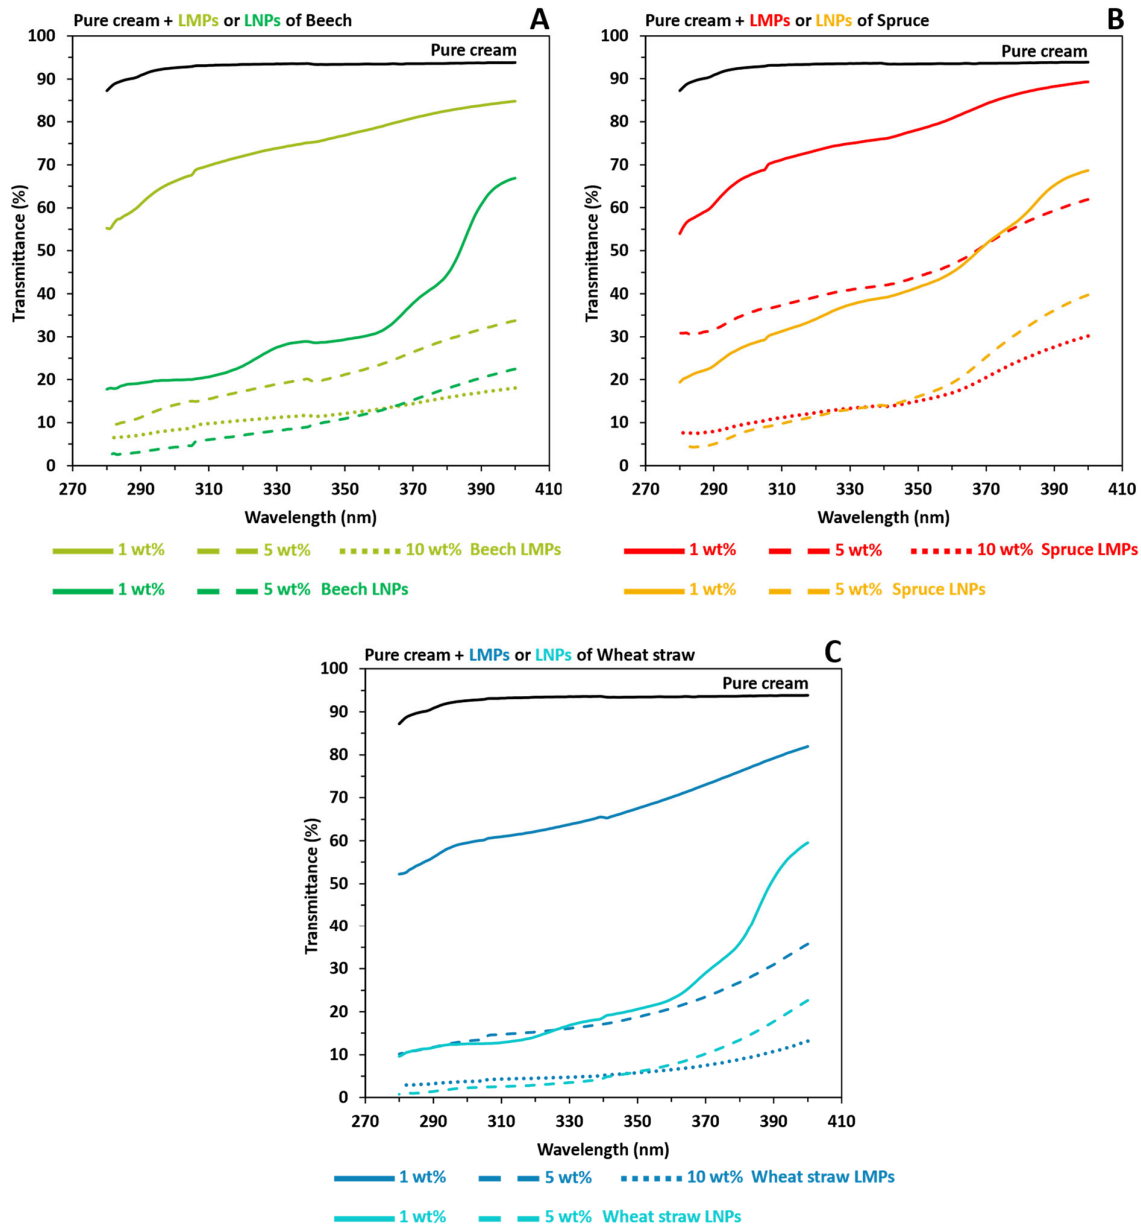 Pure cream + LMPs or LNPs of Beech
A
Pure cream
100
90
80
70
60
50
40
30
20
10
0
Transmittance (%)
270 290 310 330 350 370 390 410
Wavelength (nm)
1 wt% 5 wt% 10 wt% Beech LMPs
1 wt% 5 wt% Beech LNPs
Pure cream + LMPs or LNPs of Spruce
B
Pure cream
100
90
80
70
60
50
40
30
20
10
0
Transmittance (%)
270 290 310 330 350 370 390 410
Wavelength (nm)
1 wt% 5 wt% 10 wt% Spruce LMPs
1 wt% 5 wt% Spruce LNPs
Pure cream + LMPs or LNPs of Wheat straw
C
Pure cream
100
90
80
70
60
50
40
30
20
10
0
Transmittance (%)
270 290 310 330 350 370 390 410
Wavelength (nm)
1 wt% 5 wt% 10 wt% Wheat straw LMPs
1 wt% 5 wt% Wheat straw LNPs